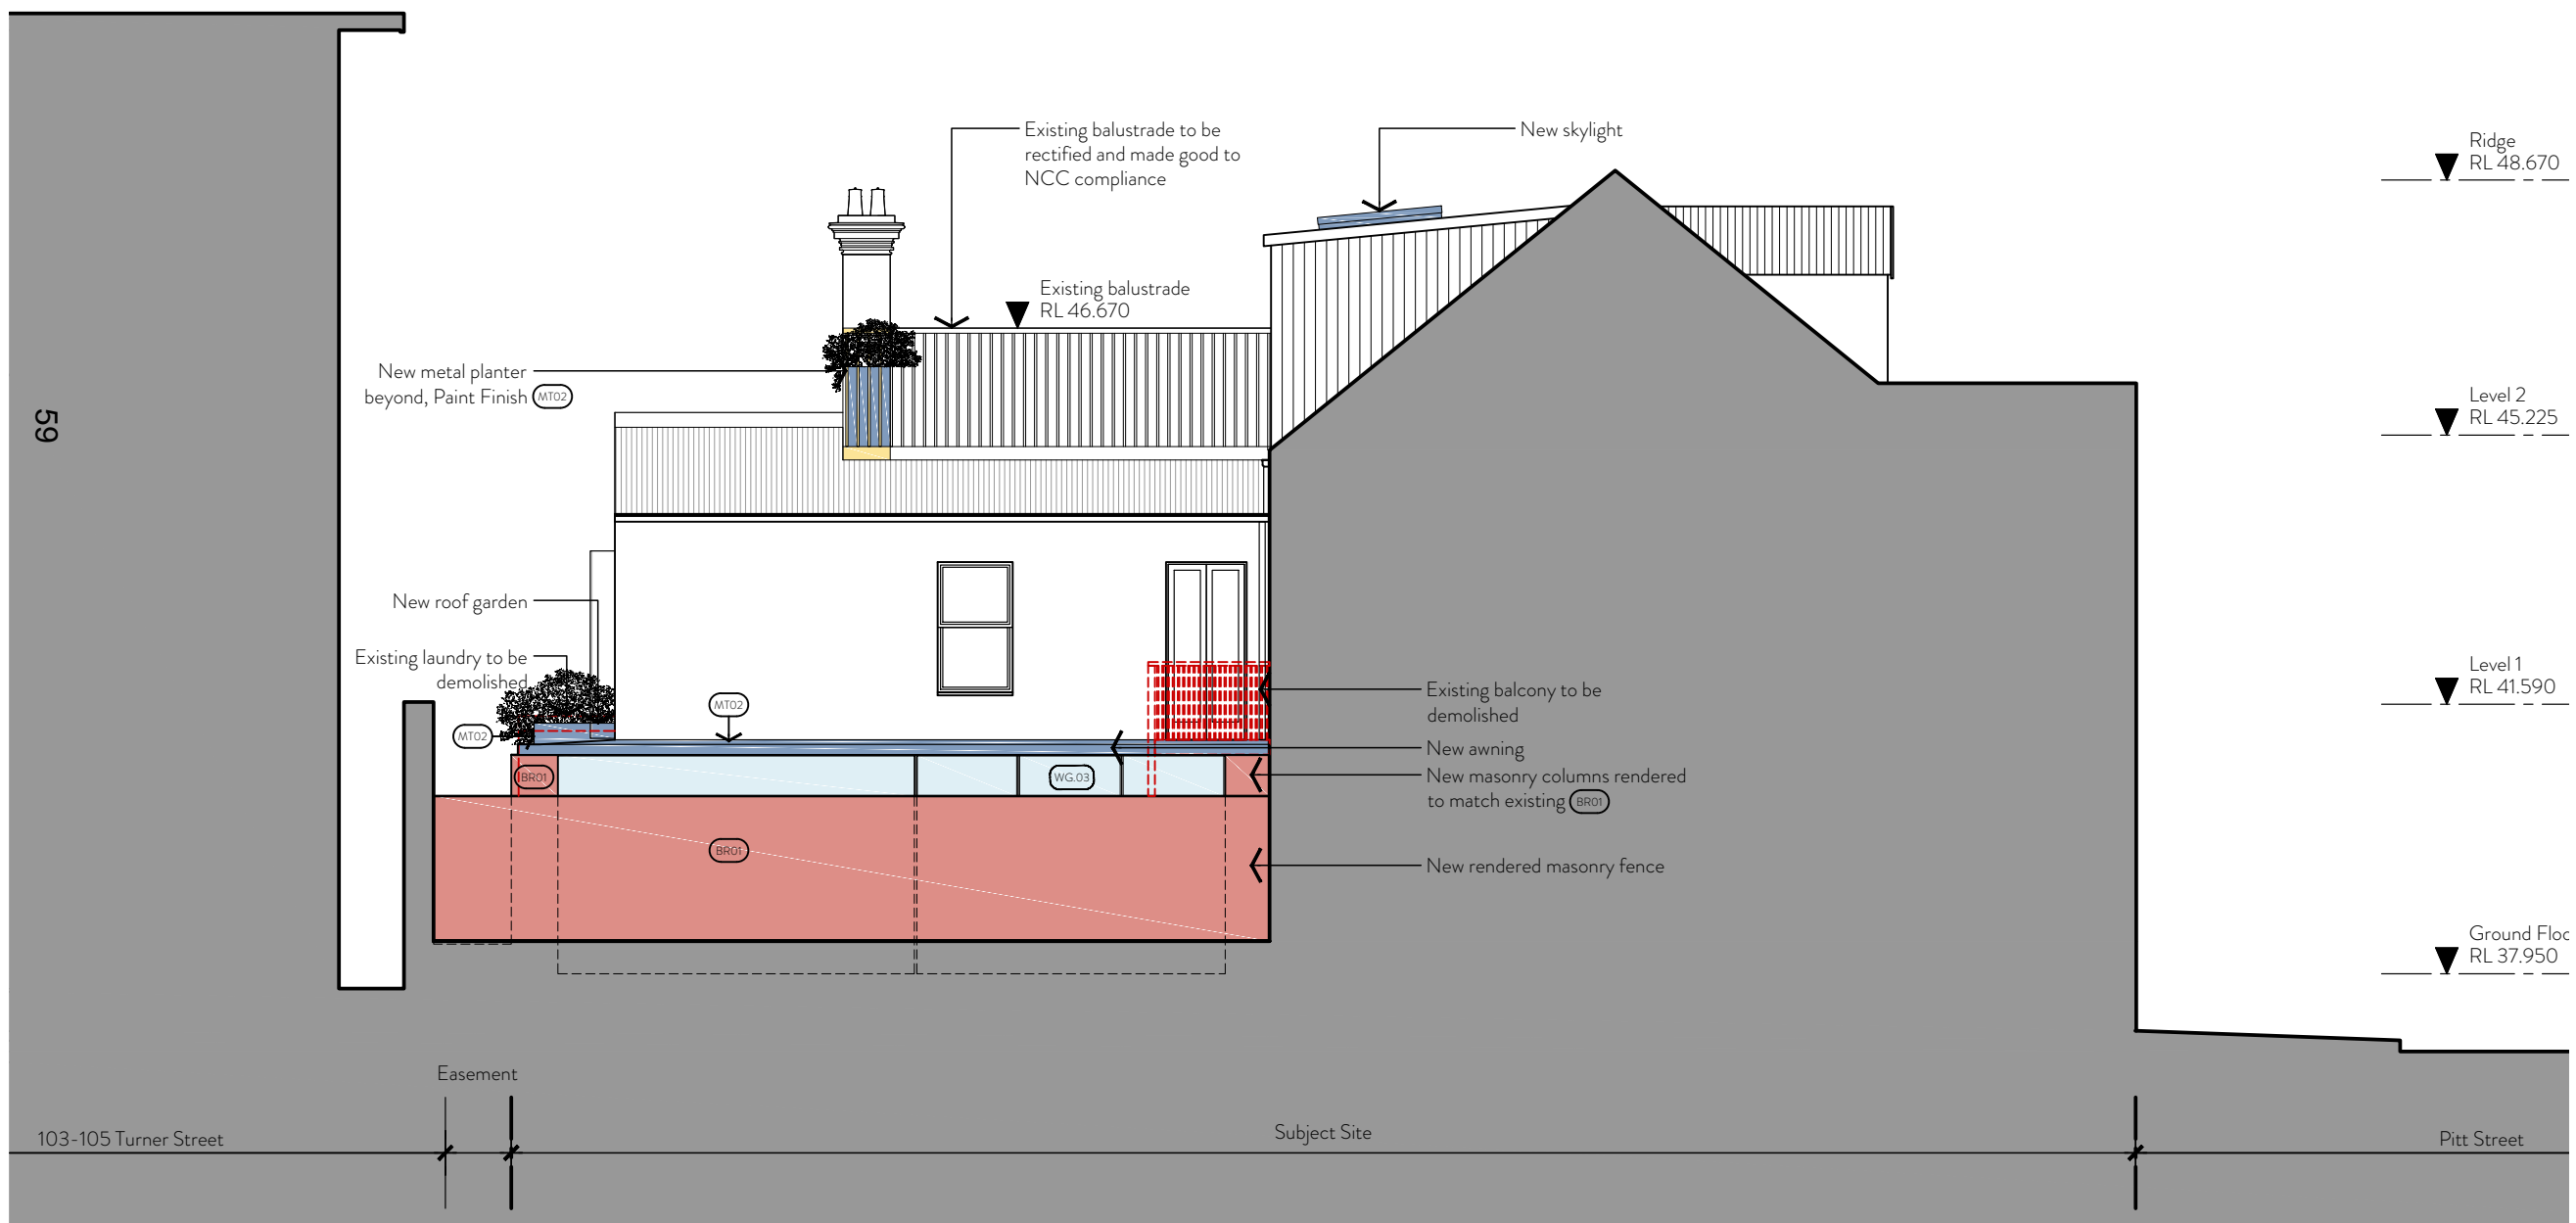 Existing balustrade to be
rectified and made good to
NCC compliance
New skylight
Ridge
RL 48.670
Existing balustrade
RL 46.670
New metal planter
beyond, Paint Finish MT02
Level 2
RL 45.225
59
New roof garden
Existing laundry to be
demolished
Level 1
RL 41.590
Existing balcony to be
demolished
MT02
MT02
New awning
BR01
WG.03
New masonry columns rendered
to match existing BR01
BR01
New rendered masonry fence
Ground Floo
RL 37.950
Easement
103-105 Turner Street
Subject Site
Pitt Street